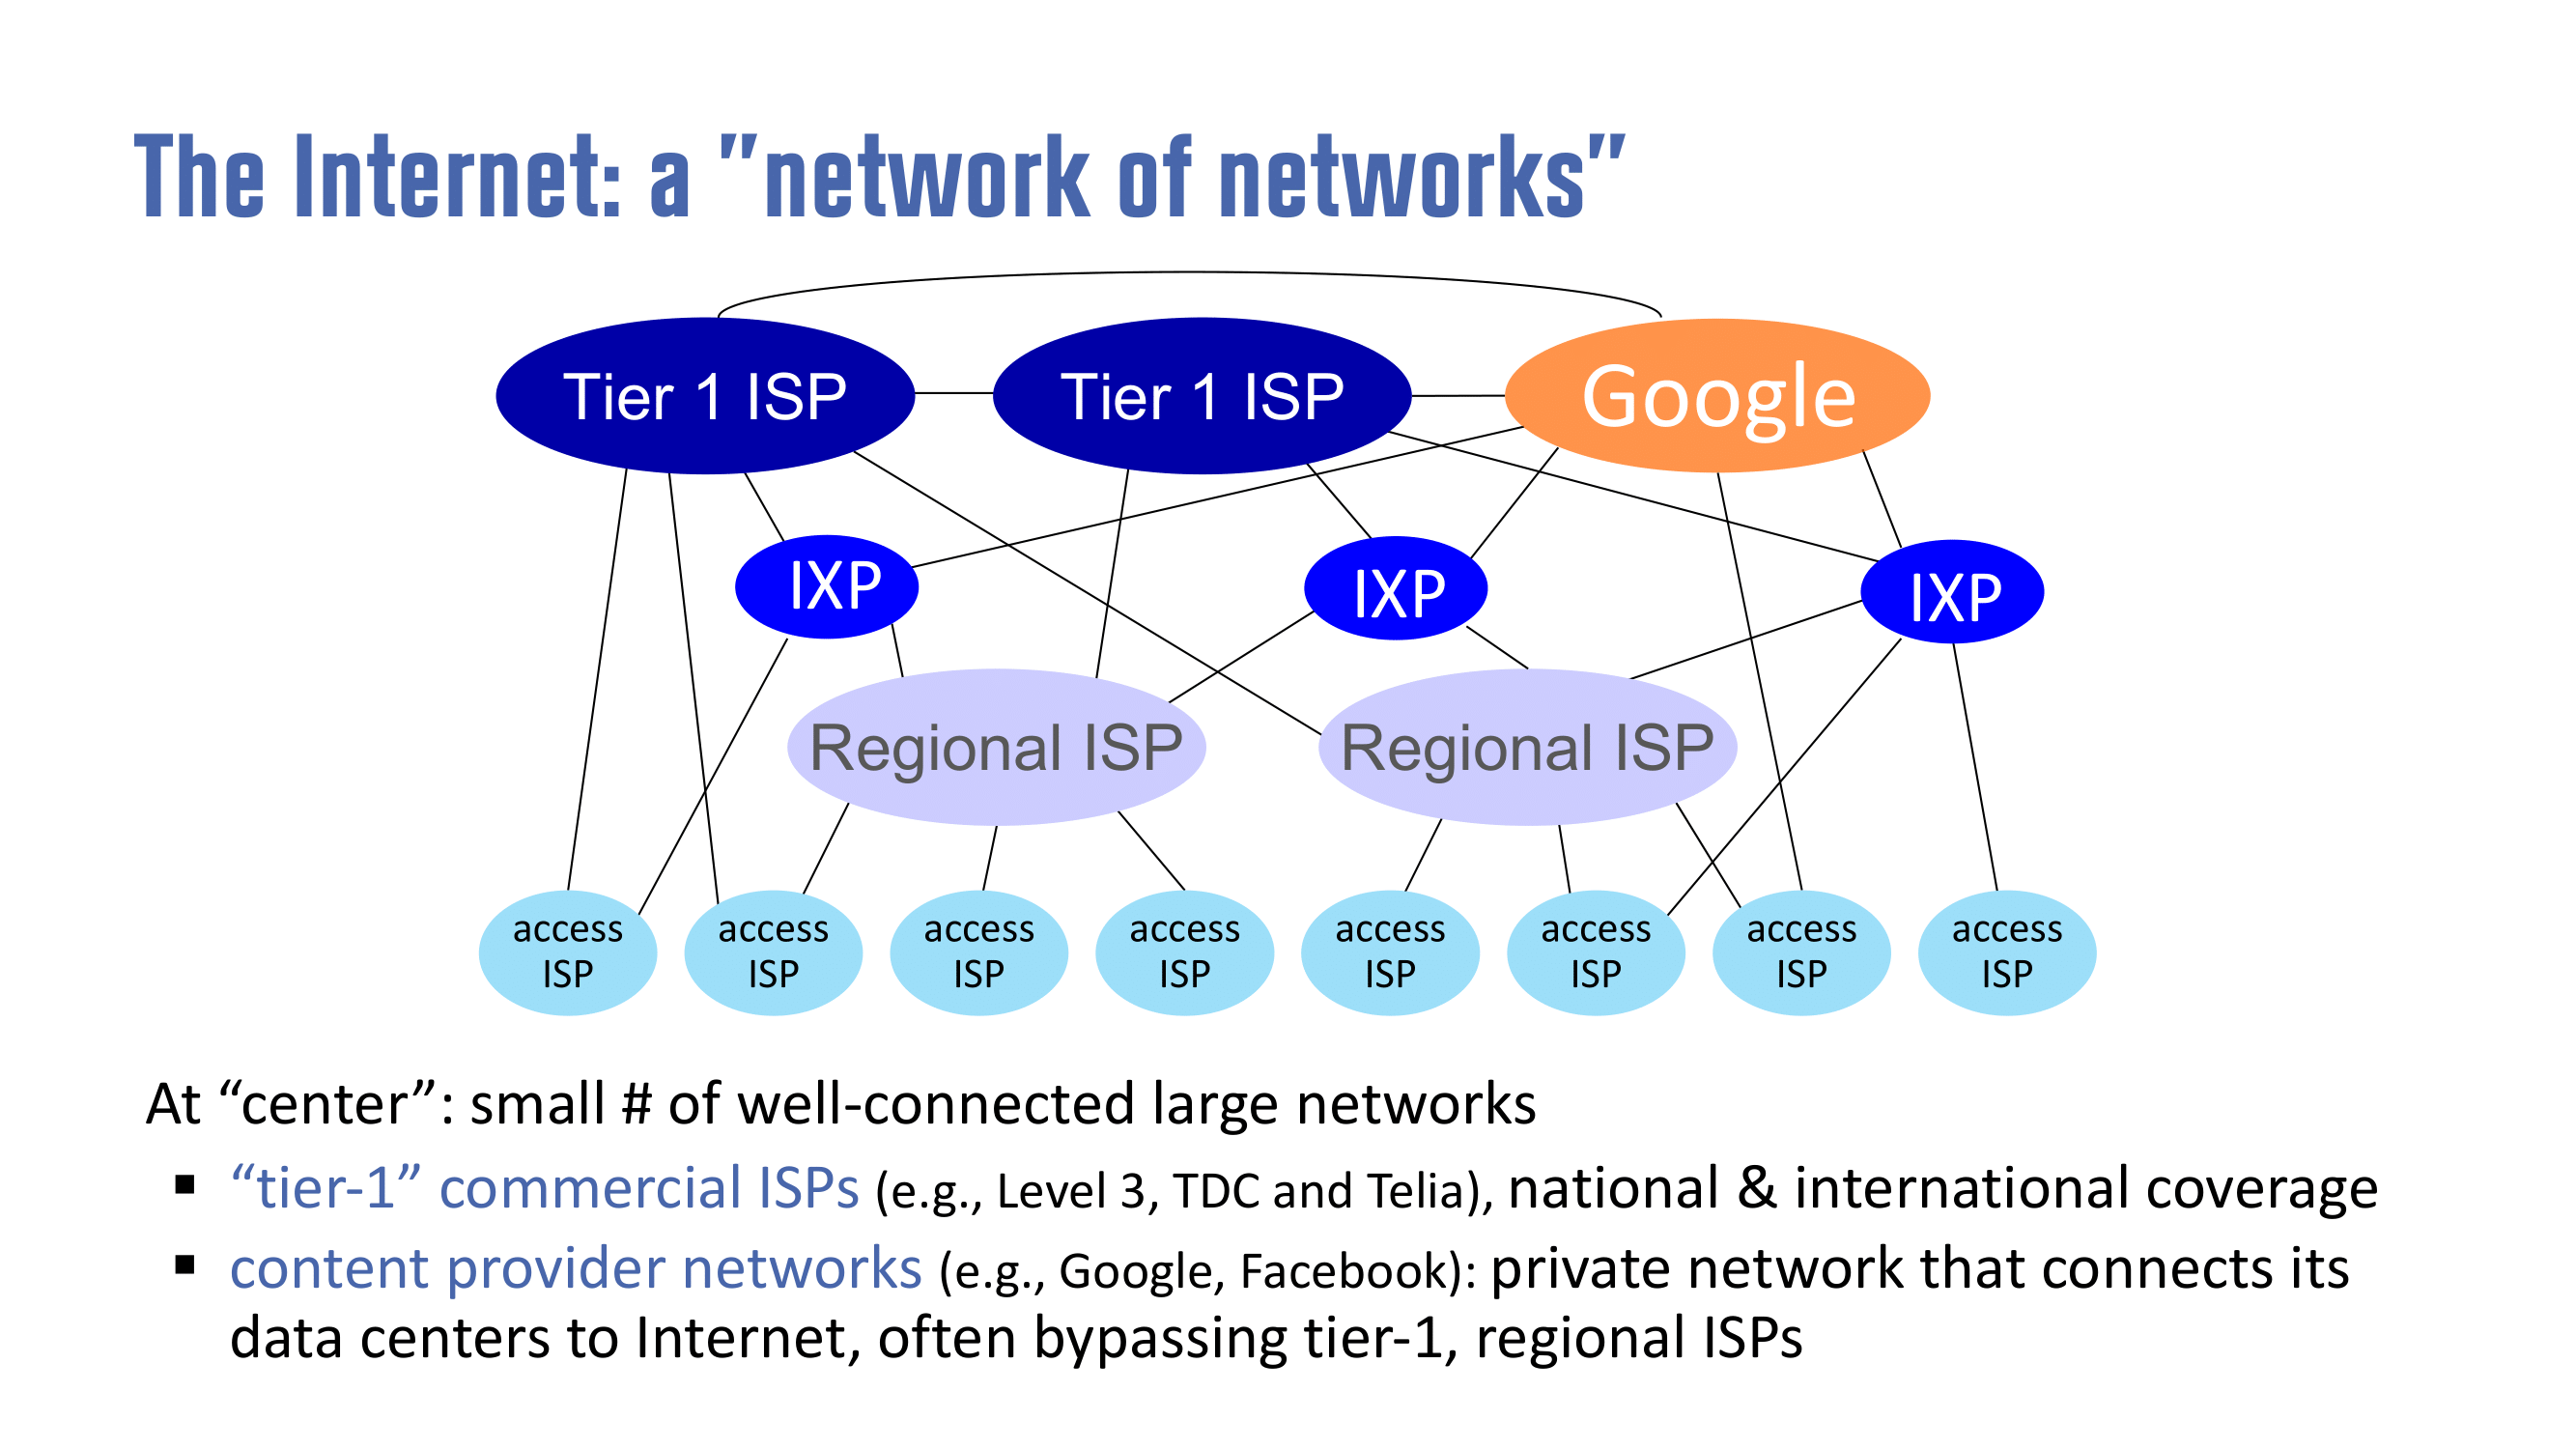 The Internet: a "network of networks"
Tier 1 ISP
Tier 1 ISP
Google
IXP
IXP
IXP
Regional ISP
Regional ISP
access
ISP
access
ISP
access
ISP
access
ISP
access
ISP
access
ISP
access
ISP
access
ISP
At “center”: small # of well-connected large networks
▪ “tier-1” commercial ISPs (e.g., Level 3, TDC and Telia), national & international coverage
▪ content provider networks (e.g., Google, Facebook): private network that connects its
data centers to Internet, often bypassing tier-1, regional ISPs